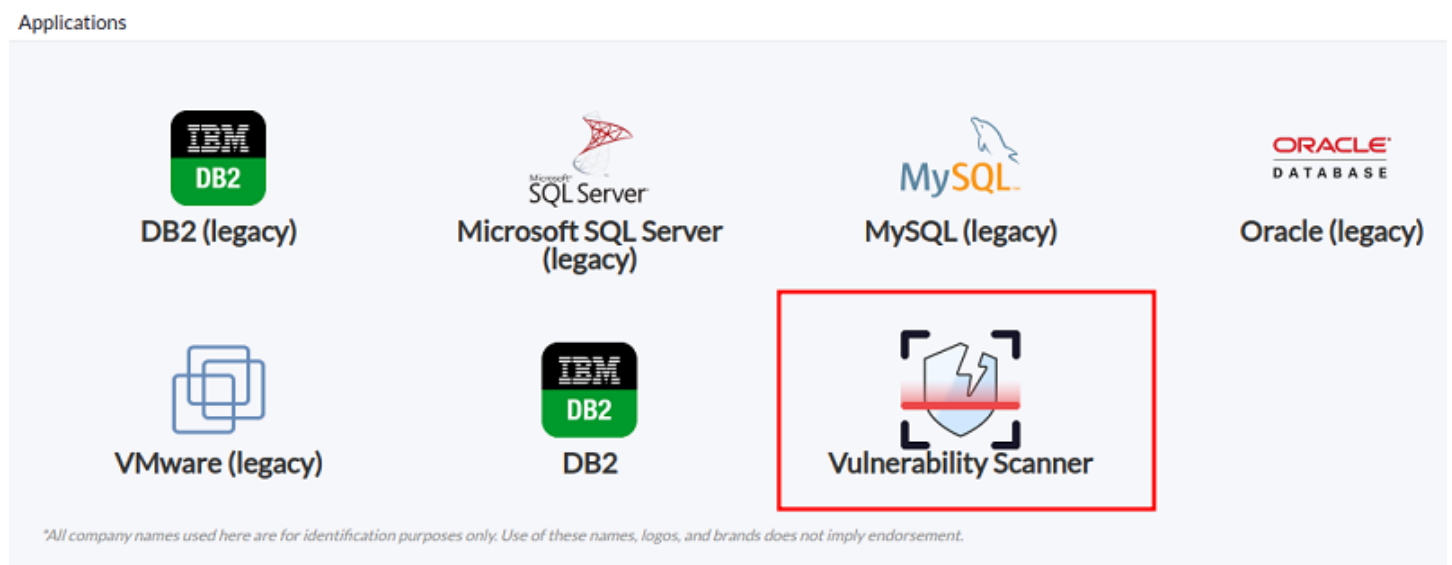 Applications
IBM
DB2
DB2 (legacy)
Microsoft
SQL Server
Microsoft SQL Server
(legacy)
MySQL
MySQL (legacy)
ORACLE
DATABASE
Oracle (legacy)
VMware (legacy)
IBM
DB2
DB2
Vulnerability Scanner
*All company names used here are for identification purposes only. Use of these names, logos, and brands does not imply endorsement.